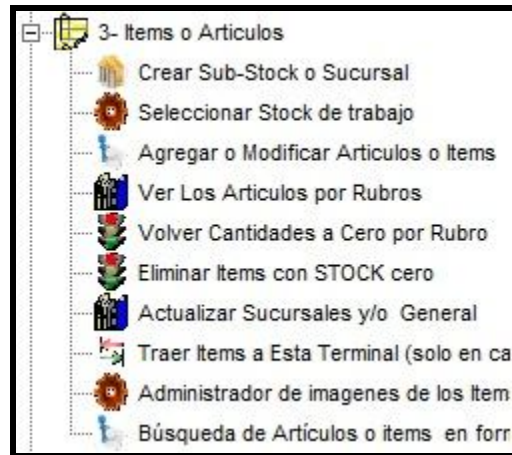 3- Items o Articulos
Crear Sub-Stock o Sucursal
Seleccionar Stock de trabajo
Agregar o Modificar Articulos o Items
Ver Los Articulos por Rubros
Volver Cantidades a Cero por Rubro
Eliminar Items con STOCK cero
Actualizar Sucursales y/o General
Traer Items a Esta Terminal (solo en ca
Administrador de imagenes de los Item
Búsqueda de Artículos o items en forr